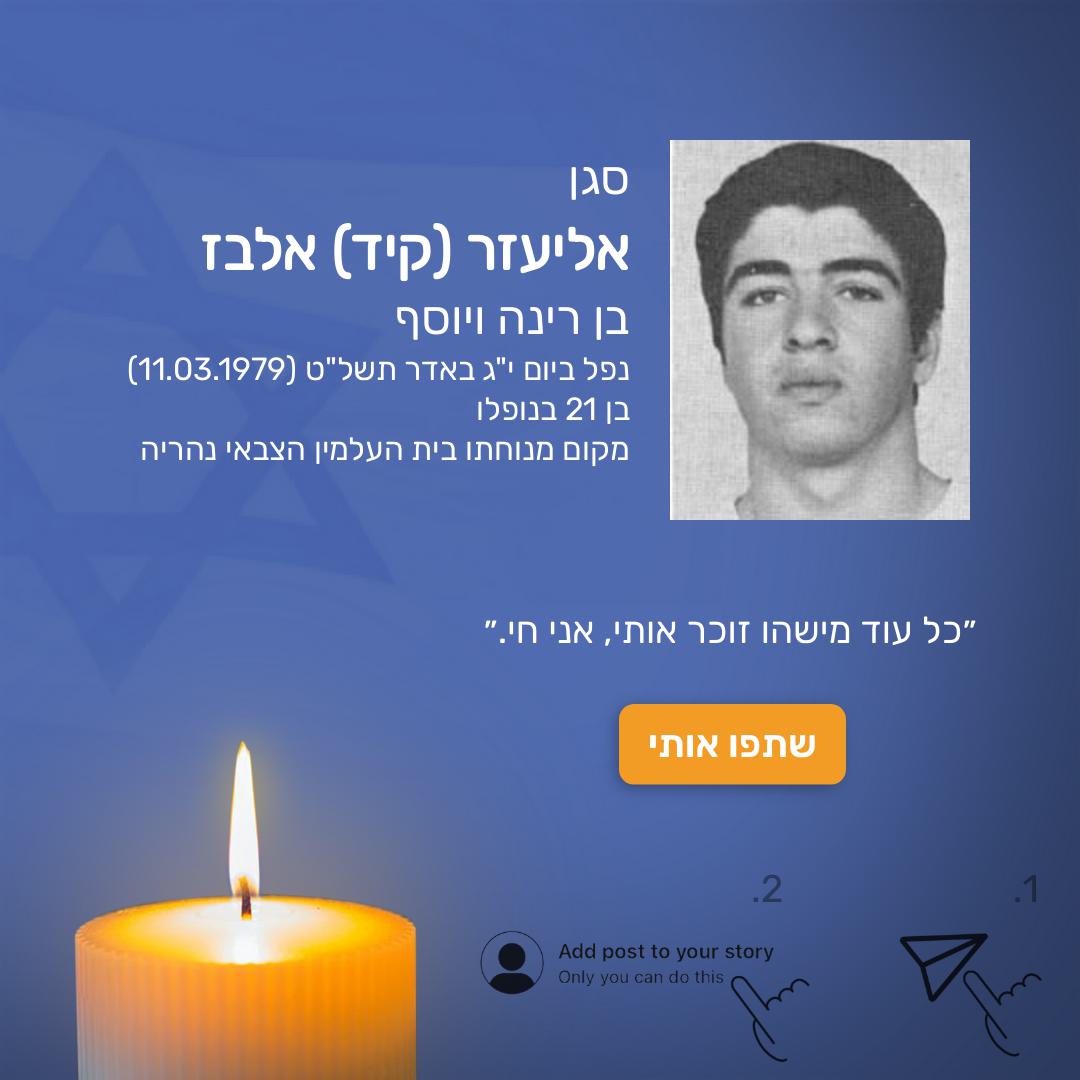 סגן
אליעזר (קיד) אלבז
בן רינה ויוסף
נפל ביום י"ג באדר תשל"ט (11.03.1979)
בן 21 בנופלו
מקום מנוחתו בית העלמין הצבאי נהריה
״כל עוד מישהו זוכר אותי, אני חי.״
שתפו אותי
1.
2.
Add post to your story
Only you can do this